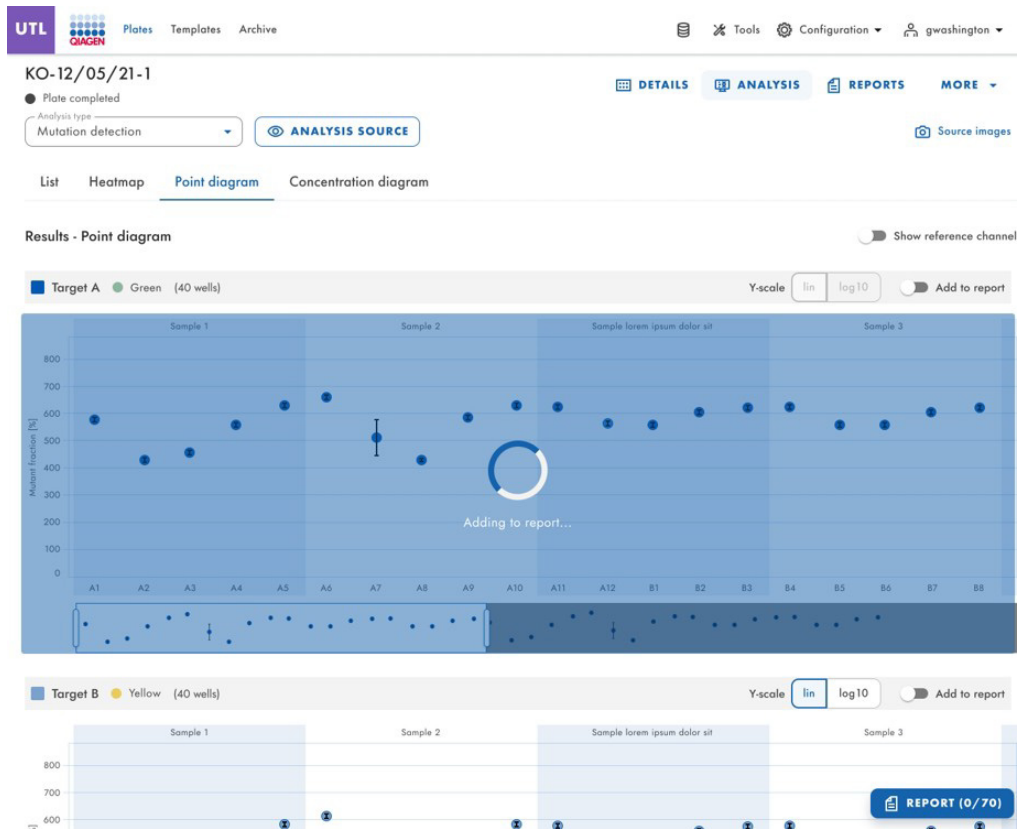 UTL QIAGEN Plates Templates Archive Tools Configuration gwashington
KO-12/05/21-1
DETAILS ANALYSIS REPORTS MORE
Plate completed
Analysis type
Mutation detection ANALYSIS SOURCE Source images
List Heatmap Point diagram Concentration diagram
Results - Point diagram Show reference channel
Target A Green (40 wells) Y-scale lin log10 Add to report
Sample 1 Sample 2 Sample lorem ipsum dolor sit Sample 3
Mutant fraction [%]
800
700
600
500
400
300
200
100
0
Adding to report...
A1 A2 A3 A4 A5 A6 A7 A8 A9 A10 A11 A12 B1 B2 B3 B4 B5 B6 B7 B8
Target B Yellow (40 wells) Y-scale lin log10 Add to report
Sample 1 Sample 2 Sample lorem ipsum dolor sit Sample 3
800
700
600
REPORT (0/70)